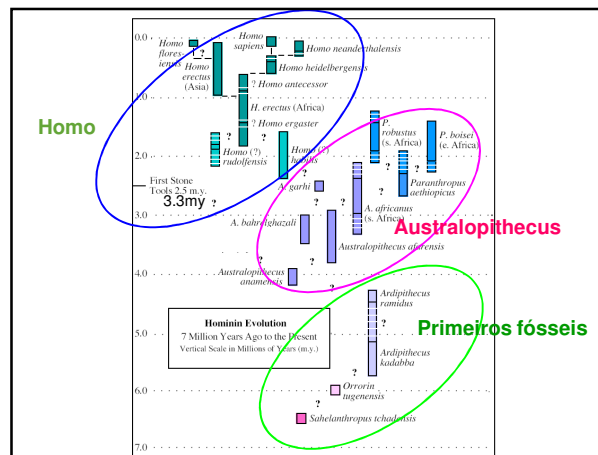 0.0
Homo
flores-
iensis
?
Homo
sapiens
Homo neanderthalensis
Homo
erectus
(Asia)
Homo heidelbergensis
? Homo antecessor
1.0
H. erectus (Africa)
? Homo ergaster
Homo
?
?
Homo (?)
rudolfensis
Homo (?)
habilis
P.
robustus
(s. Africa)
P. boisei
(e. Africa)
2.0
First Stone
Tools 2.5 m.y.
3.3my
?
?
A. garhi
?
?
Paranthropus
aethiopicus
A. africanus
(s. Africa)
3.0
A. bahrelghazali
Australopithecus
Australopithecus afarensis
?
?
Australopithecus
anamensis
4.0
?
Ardipithecus
ramidus
Hominin Evolution
7 Million Years Ago to the Present
Vertical Scale in Millions of Years (m.y.)
?
Primeiros fósseis
5.0
Ardipithecus
kadabba
?
6.0
Orrorin
tugenensis
?
Sahelanthropus tchadensis
7.0